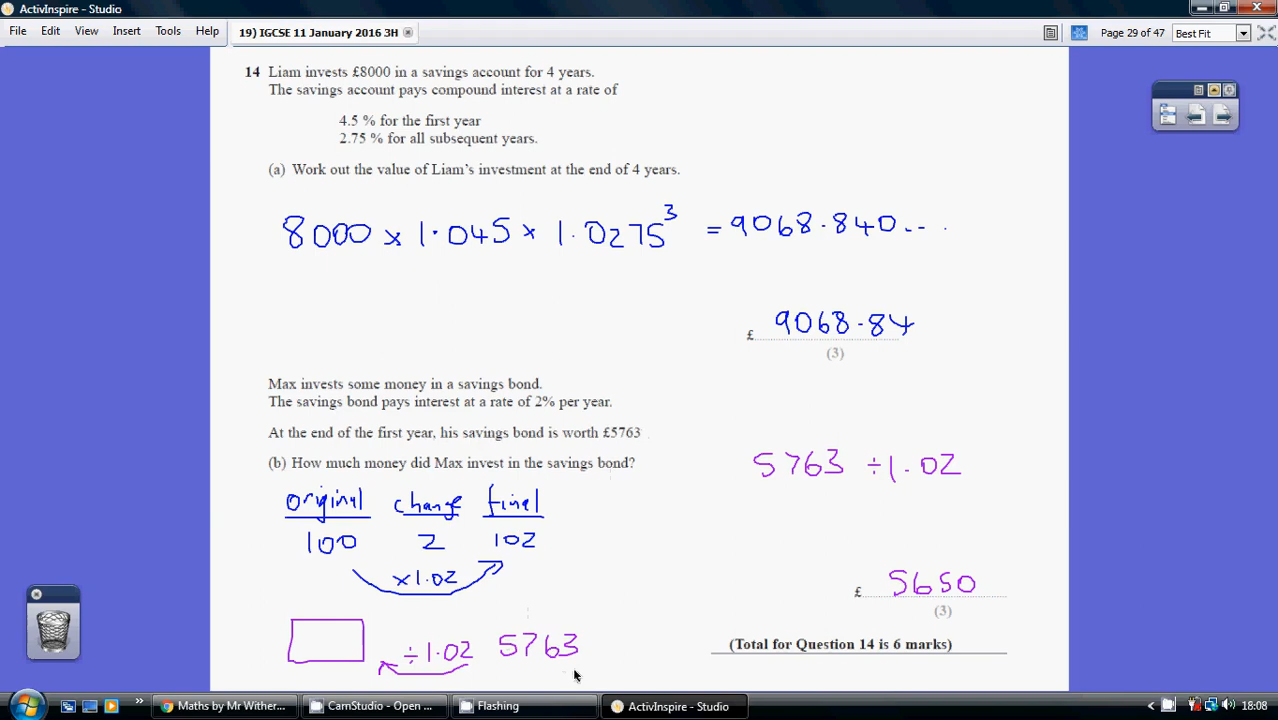 ActivInspire - Studio
File Edit View Insert Tools Help 19) IGCSE 11 January 2016 3H Page 29 of 47 Best Fit
14 Liam invests £8000 in a savings account for 4 years.
The savings account pays compound interest at a rate of
4.5 % for the first year
2.75 % for all subsequent years.
(a) Work out the value of Liam's investment at the end of 4 years.
8000 × 1.045 × 1.0275³ = 9068.840...
£ 9068.84
(3)
Max invests some money in a savings bond.
The savings bond pays interest at a rate of 2% per year.
At the end of the first year, his savings bond is worth £5763
(b) How much money did Max invest in the savings bond?
5763 ÷1.02
original change final
100 2 102
×1.02
£ 5650
(3)
÷1.02 5763
(Total for Question 14 is 6 marks)
Maths by Mr Wither... CamStudio - Open ... Flashing ActivInspire - Studio 18:08